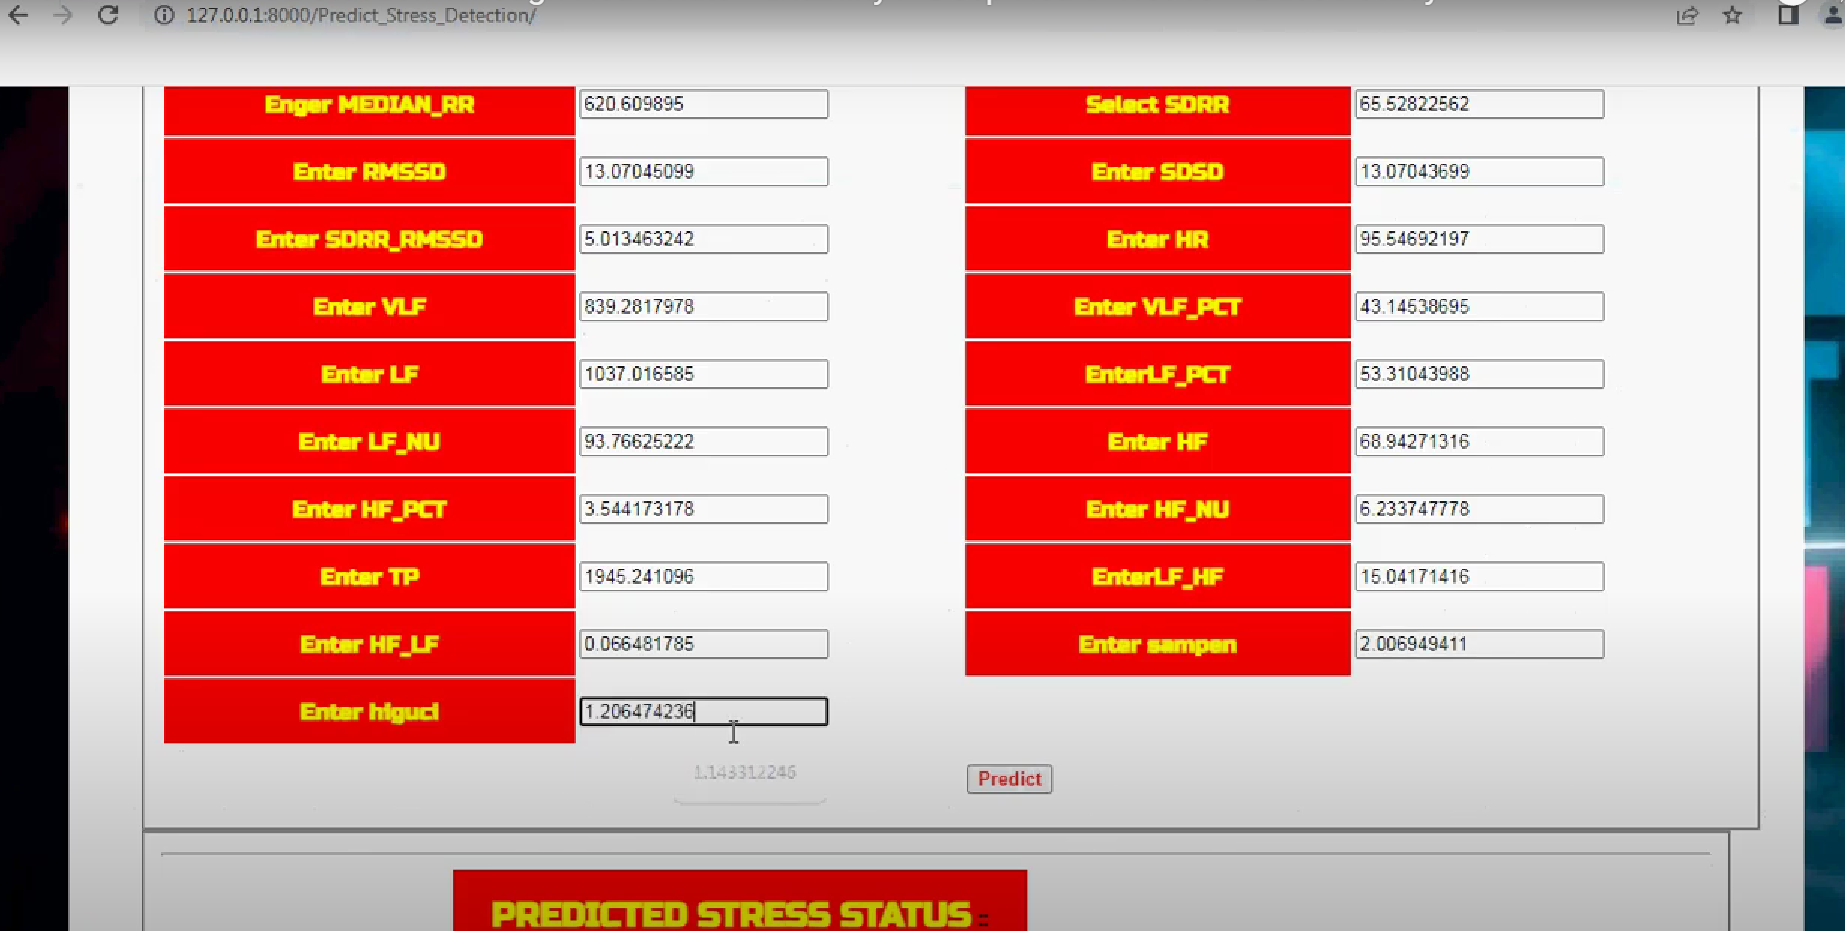 127.0.0.1:8000/Predict_Stress_Detection/
Enger MEDIAN_RR 620.609895 Select SDRR 65.52822562
Enter RMSSD 13.07045099 Enter SDSD 13.07043699
Enter SDRR_RMSSD 5.013463242 Enter HR 95.54692197
Enter VLF 839.2817978 Enter VLF_PCT 43.14538695
Enter LF 1037.016585 EnterLF_PCT 53.31043988
Enter LF_NU 93.76625222 Enter HF 68.94271316
Enter HF_PCT 3.544173178 Enter HF_NU 6.233747778
Enter TP 1945.241096 EnterLF_HF 15.04171416
Enter HF_LF 0.066481785 Enter sampen 2.006949411
Enter higuci 1.206474236
1.143312246
Predict
PREDICTED STRESS STATUS ::